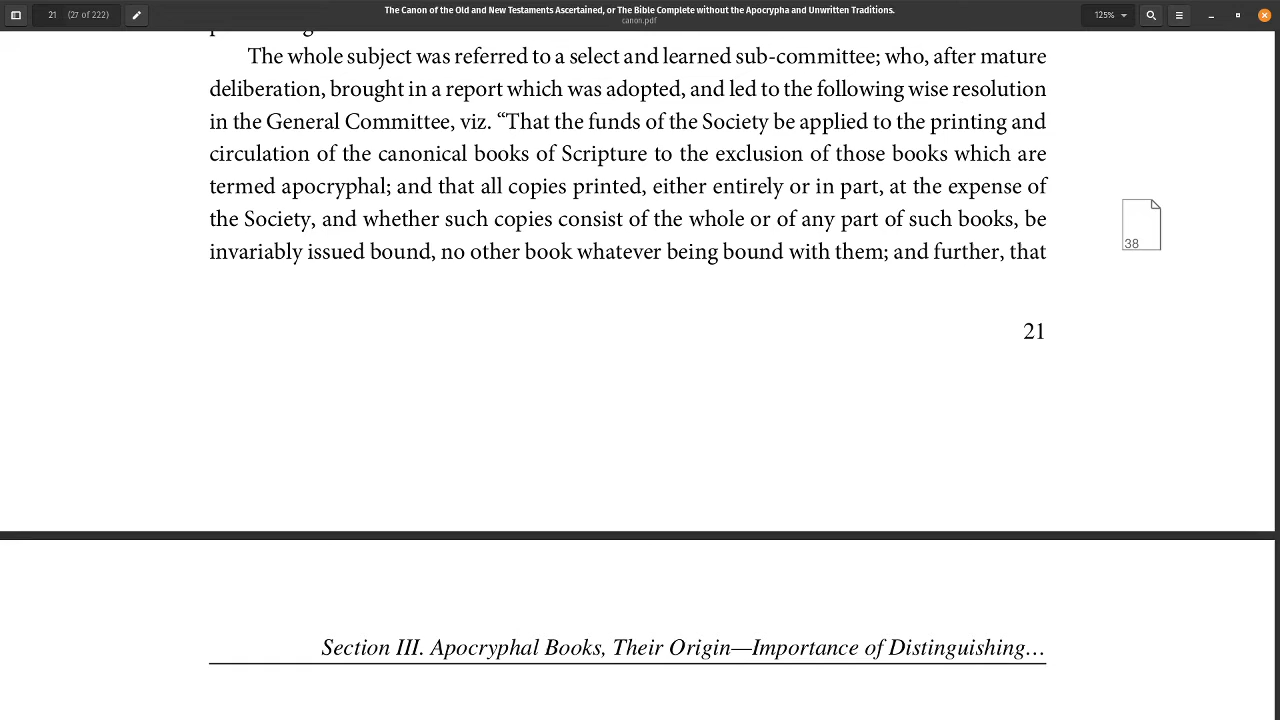 21 (27 of 222)
The Canon of the Old and New Testaments Ascertained, or The Bible Complete without the Apocrypha and Unwritten Traditions.
canon.pdf
125%
The whole subject was referred to a select and learned sub-committee; who, after mature
deliberation, brought in a report which was adopted, and led to the following wise resolution
in the General Committee, viz. “That the funds of the Society be applied to the printing and
circulation of the canonical books of Scripture to the exclusion of those books which are
termed apocryphal; and that all copies printed, either entirely or in part, at the expense of
the Society, and whether such copies consist of the whole or of any part of such books, be
invariably issued bound, no other book whatever being bound with them; and further, that
38
21
Section III. Apocryphal Books, Their Origin—Importance of Distinguishing…